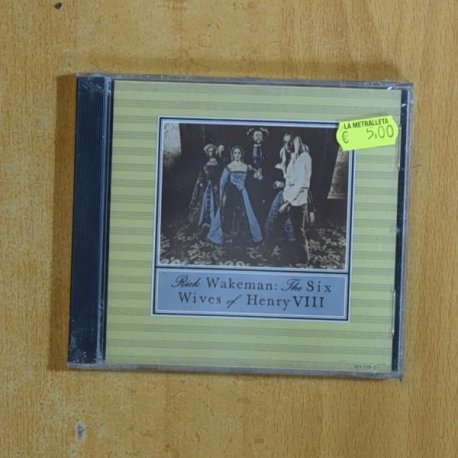 LA METRALLETA
€ 5,00
Rick Wakeman: The Six
Wives of Henry VIII